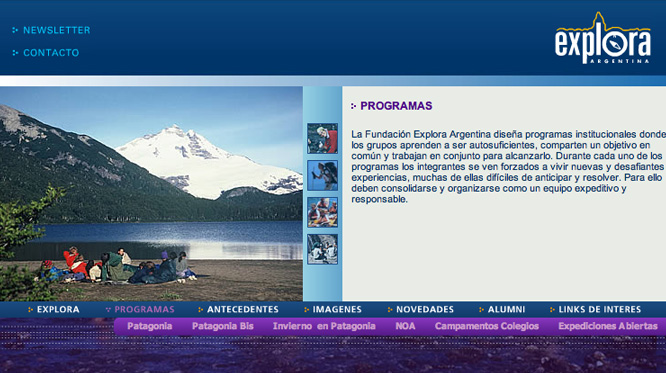 NEWSLETTER
CONTACTO
explora
ARGENTINA
PROGRAMAS
La Fundación Explora Argentina diseña programas institucionales donde
los grupos aprenden a ser autosuficientes, comparten un objetivo en
común y trabajan en conjunto para alcanzarlo. Durante cada uno de los
programas los integrantes se ven forzados a vivir nuevas y desafiantes
experiencias, muchas de ellas difíciles de anticipar y resolver. Para ello
deben consolidarse y organizarse como un equipo expeditivo y
responsable.
EXPLORA PROGRAMAS ANTECEDENTES IMAGENES NOVEDADES ALUMNI LINKS DE INTERES
Patagonia Patagonia Bis Invierno en Patagonia NOA Campamentos Colegios Expediciones Abiertas